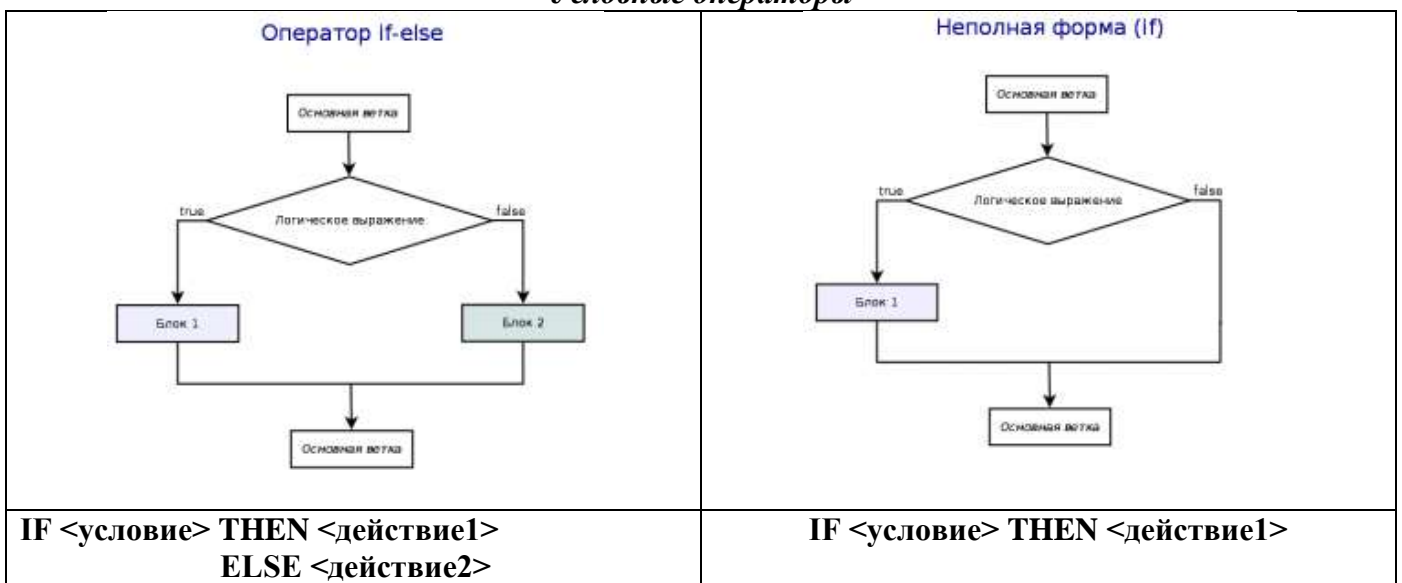 Оператор if-else
Основная ветка
true
Логическое выражение
false
Блок 1
Блок 2
Основная ветка
IF <условие> THEN <действие1>
ELSE <действие2>
Неполная форма (if)
Основная ветка
true
Логическое выражение
false
Блок 1
Основная ветка
IF <условие> THEN <действие1>